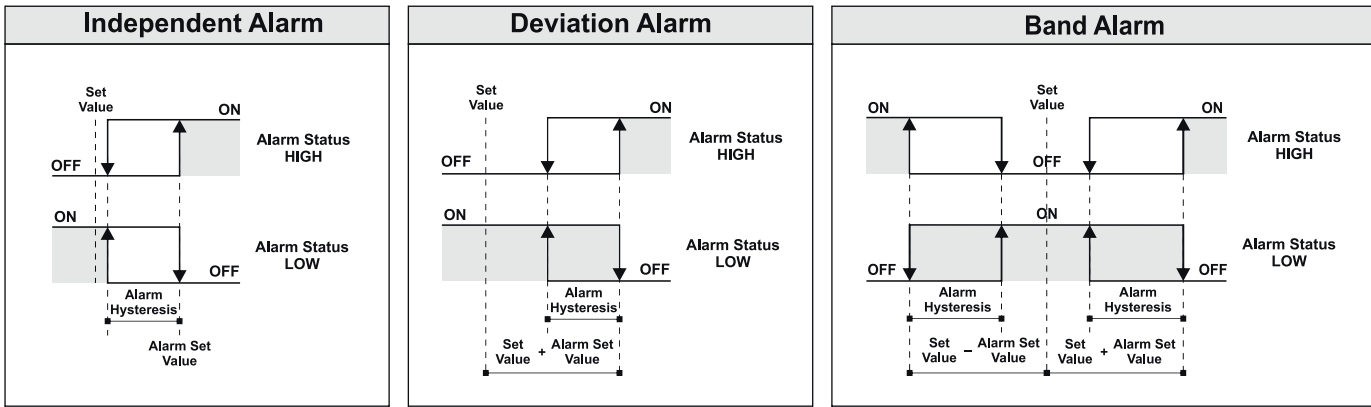 Independent Alarm
Set
Value
ON
OFF
Alarm Status
HIGH
ON
OFF
Alarm Status
LOW
Alarm
Hysteresis
Alarm Set
Value
Deviation Alarm
Set
Value
ON
OFF
Alarm Status
HIGH
ON
OFF
Alarm Status
LOW
Alarm
Hysteresis
Set
Value + Alarm Set
Value
Band Alarm
Set
Value
ON
OFF
ON
Alarm Status
HIGH
ON
OFF
OFF
Alarm Status
LOW
Alarm
Hysteresis
Alarm
Hysteresis
Set
Value – Alarm Set
Value
Set
Value + Alarm Set
Value